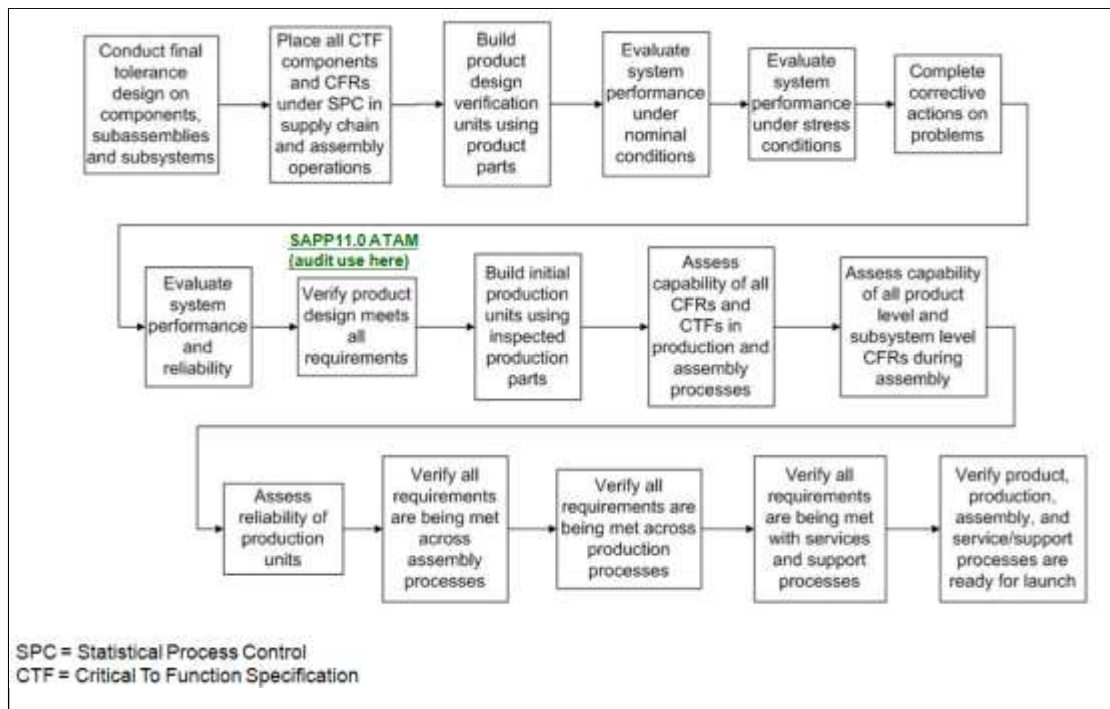 Conduct final
tolerance design on
components,
subassemblies
and subsystems
Place all CTF
components
and CFRs
under SPC in
supply chain
and assembly
operations
Build
product
design
verification
units using
product
parts
Evaluate
system
performance
under
nominal
conditions
Evaluate
system
performance
under stress
conditions
Complete
corrective
actions on
problems
Evaluate
system
performance
and
reliability
SAPP11.0 ATAM
(audit use here)
Verify product
design meets
all
requirements
Build initial
production
units using
inspected
production
parts
Assess
capability of all
CFRs and
CTFs in
production and
assembly
processes
Assess capability
of all product
level and
subsystem level
CFRs during
assembly
Assess
reliability of
production
units
Verify all
requirements
are being met
across
assembly
processes
Verify all
requirements are
being met across
production
processes
Verify all
requirements
are being met
with services
and support
processes
Verify product,
production,
assembly, and
service/support
processes are
ready for launch
SPC = Statistical Process Control
CTF = Critical To Function Specification